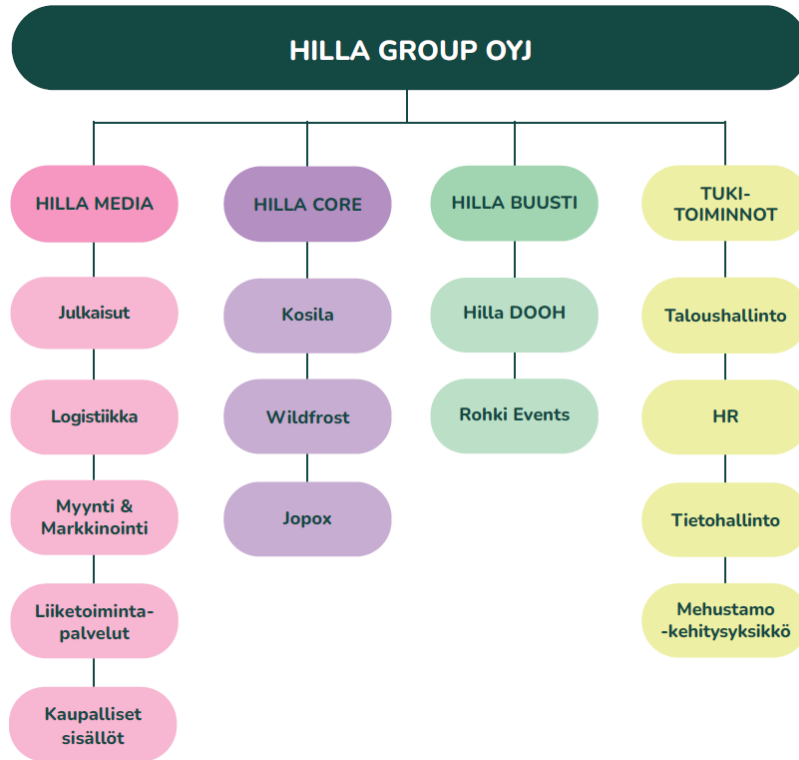 HILLA GROUP OYJ
HILLA MEDIA
Julkaisut
Logistiikka
Myynti &
Markkinointi
Liiketoiminta-
palvelut
Kaupalliset
sisällöt
HILLA CORE
Kosila
Wildfrost
Jopox
HILLA BUUSTI
Hilla DOOH
Rohki Events
TUKI-
TOIMINNOT
Taloushallinto
HR
Tietohallinto
Mehustamo
-kehitysyksikkö